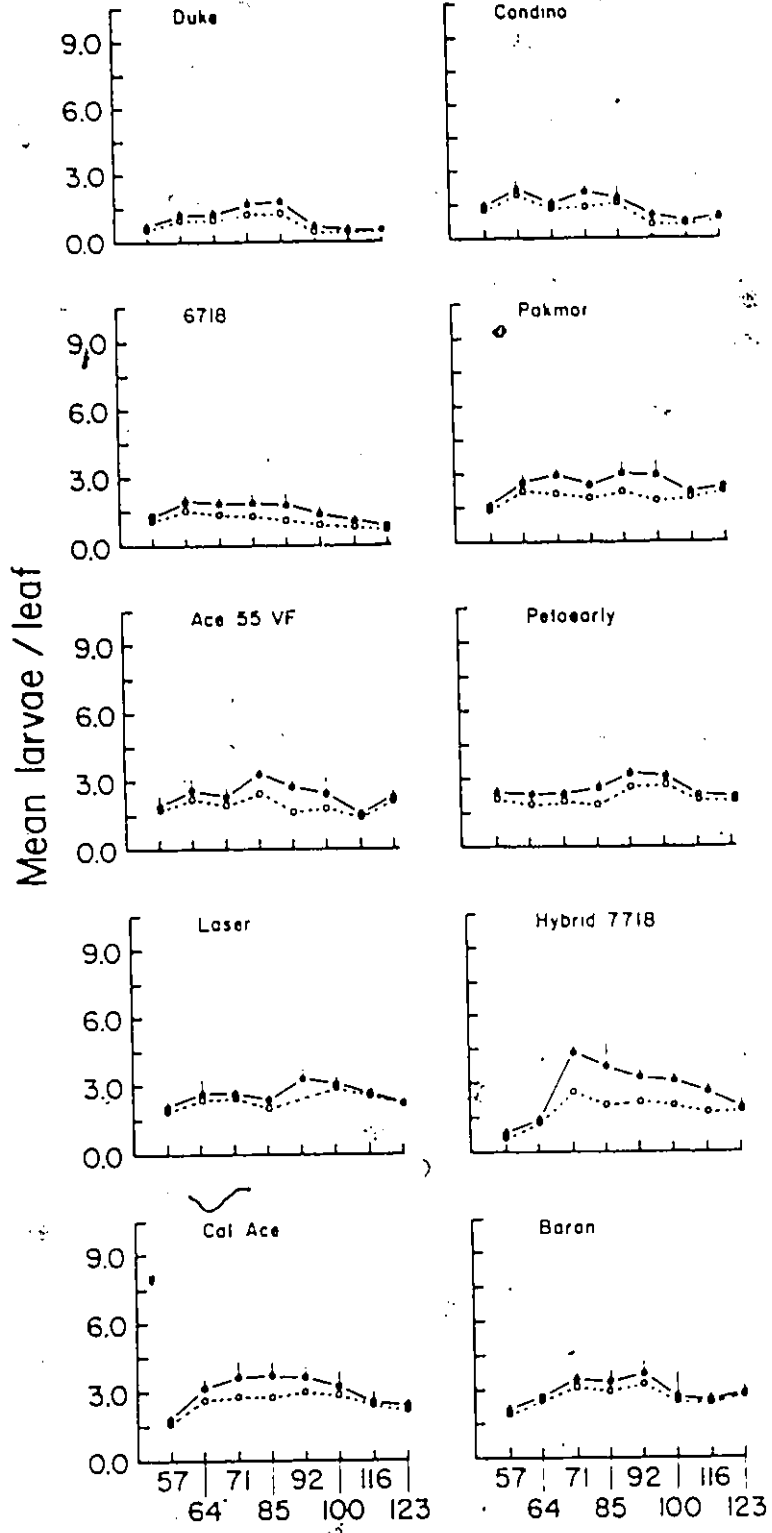 Duke
Condino
9.0
6.0
3.0
0.0
6718
Pakmor
9.0
6.0
3.0
0.0
Ace 55 VF
Petoearly
9.0
6.0
3.0
0.0
Laser
Hybrid 7718
9.0
6.0
3.0
0.0
Cal Ace
Baron
9.0
6.0
3.0
0.0
Mean larvae / leaf
57 71 92 116
64 85 100 123
57 71 92 116
64 85 100 123